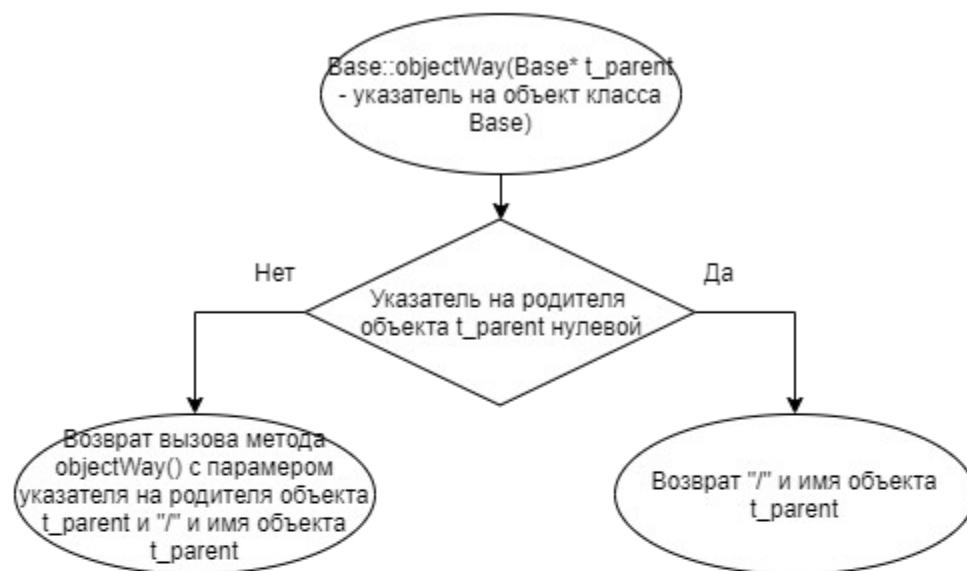 Base::objectWay(Base* t_parent
- указатель на объект класса
Base)
Нет
Да
Указатель на родителя
объекта t_parent нулевой
Возврат вызова метода
objectWay() с парамером
указателя на родителя объекта
t_parent и "/" и имя объекта
t_parent
Возврат "/" и имя объекта
t_parent